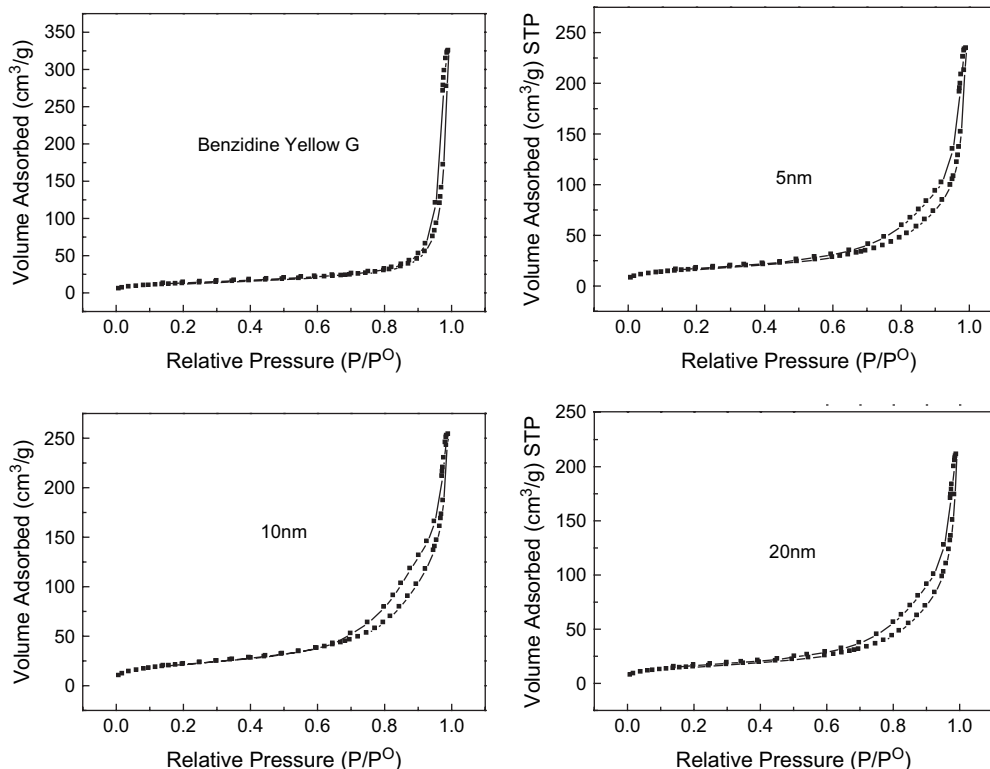 350
300
250
200
150
100
50
0
Volume Adsorbed (cm³/g)
Benzidine Yellow G
0.0 0.2 0.4 0.6 0.8 1.0
Relative Pressure (P/Pᴼ)
250
200
150
100
50
0
Volume Adsorbed (cm³/g) STP
5nm
0.0 0.2 0.4 0.6 0.8 1.0
Relative Pressure (P/Pᴼ)
250
200
150
100
50
0
Volume Adsorbed (cm³/g)
10nm
0.0 0.2 0.4 0.6 0.8 1.0
Relative Pressure (P/Pᴼ)
250
200
150
100
50
0
Volume Adsorbed (cm³/g) STP
20nm
0.0 0.2 0.4 0.6 0.8 1.0
Relative Pressure (P/Pᴼ)